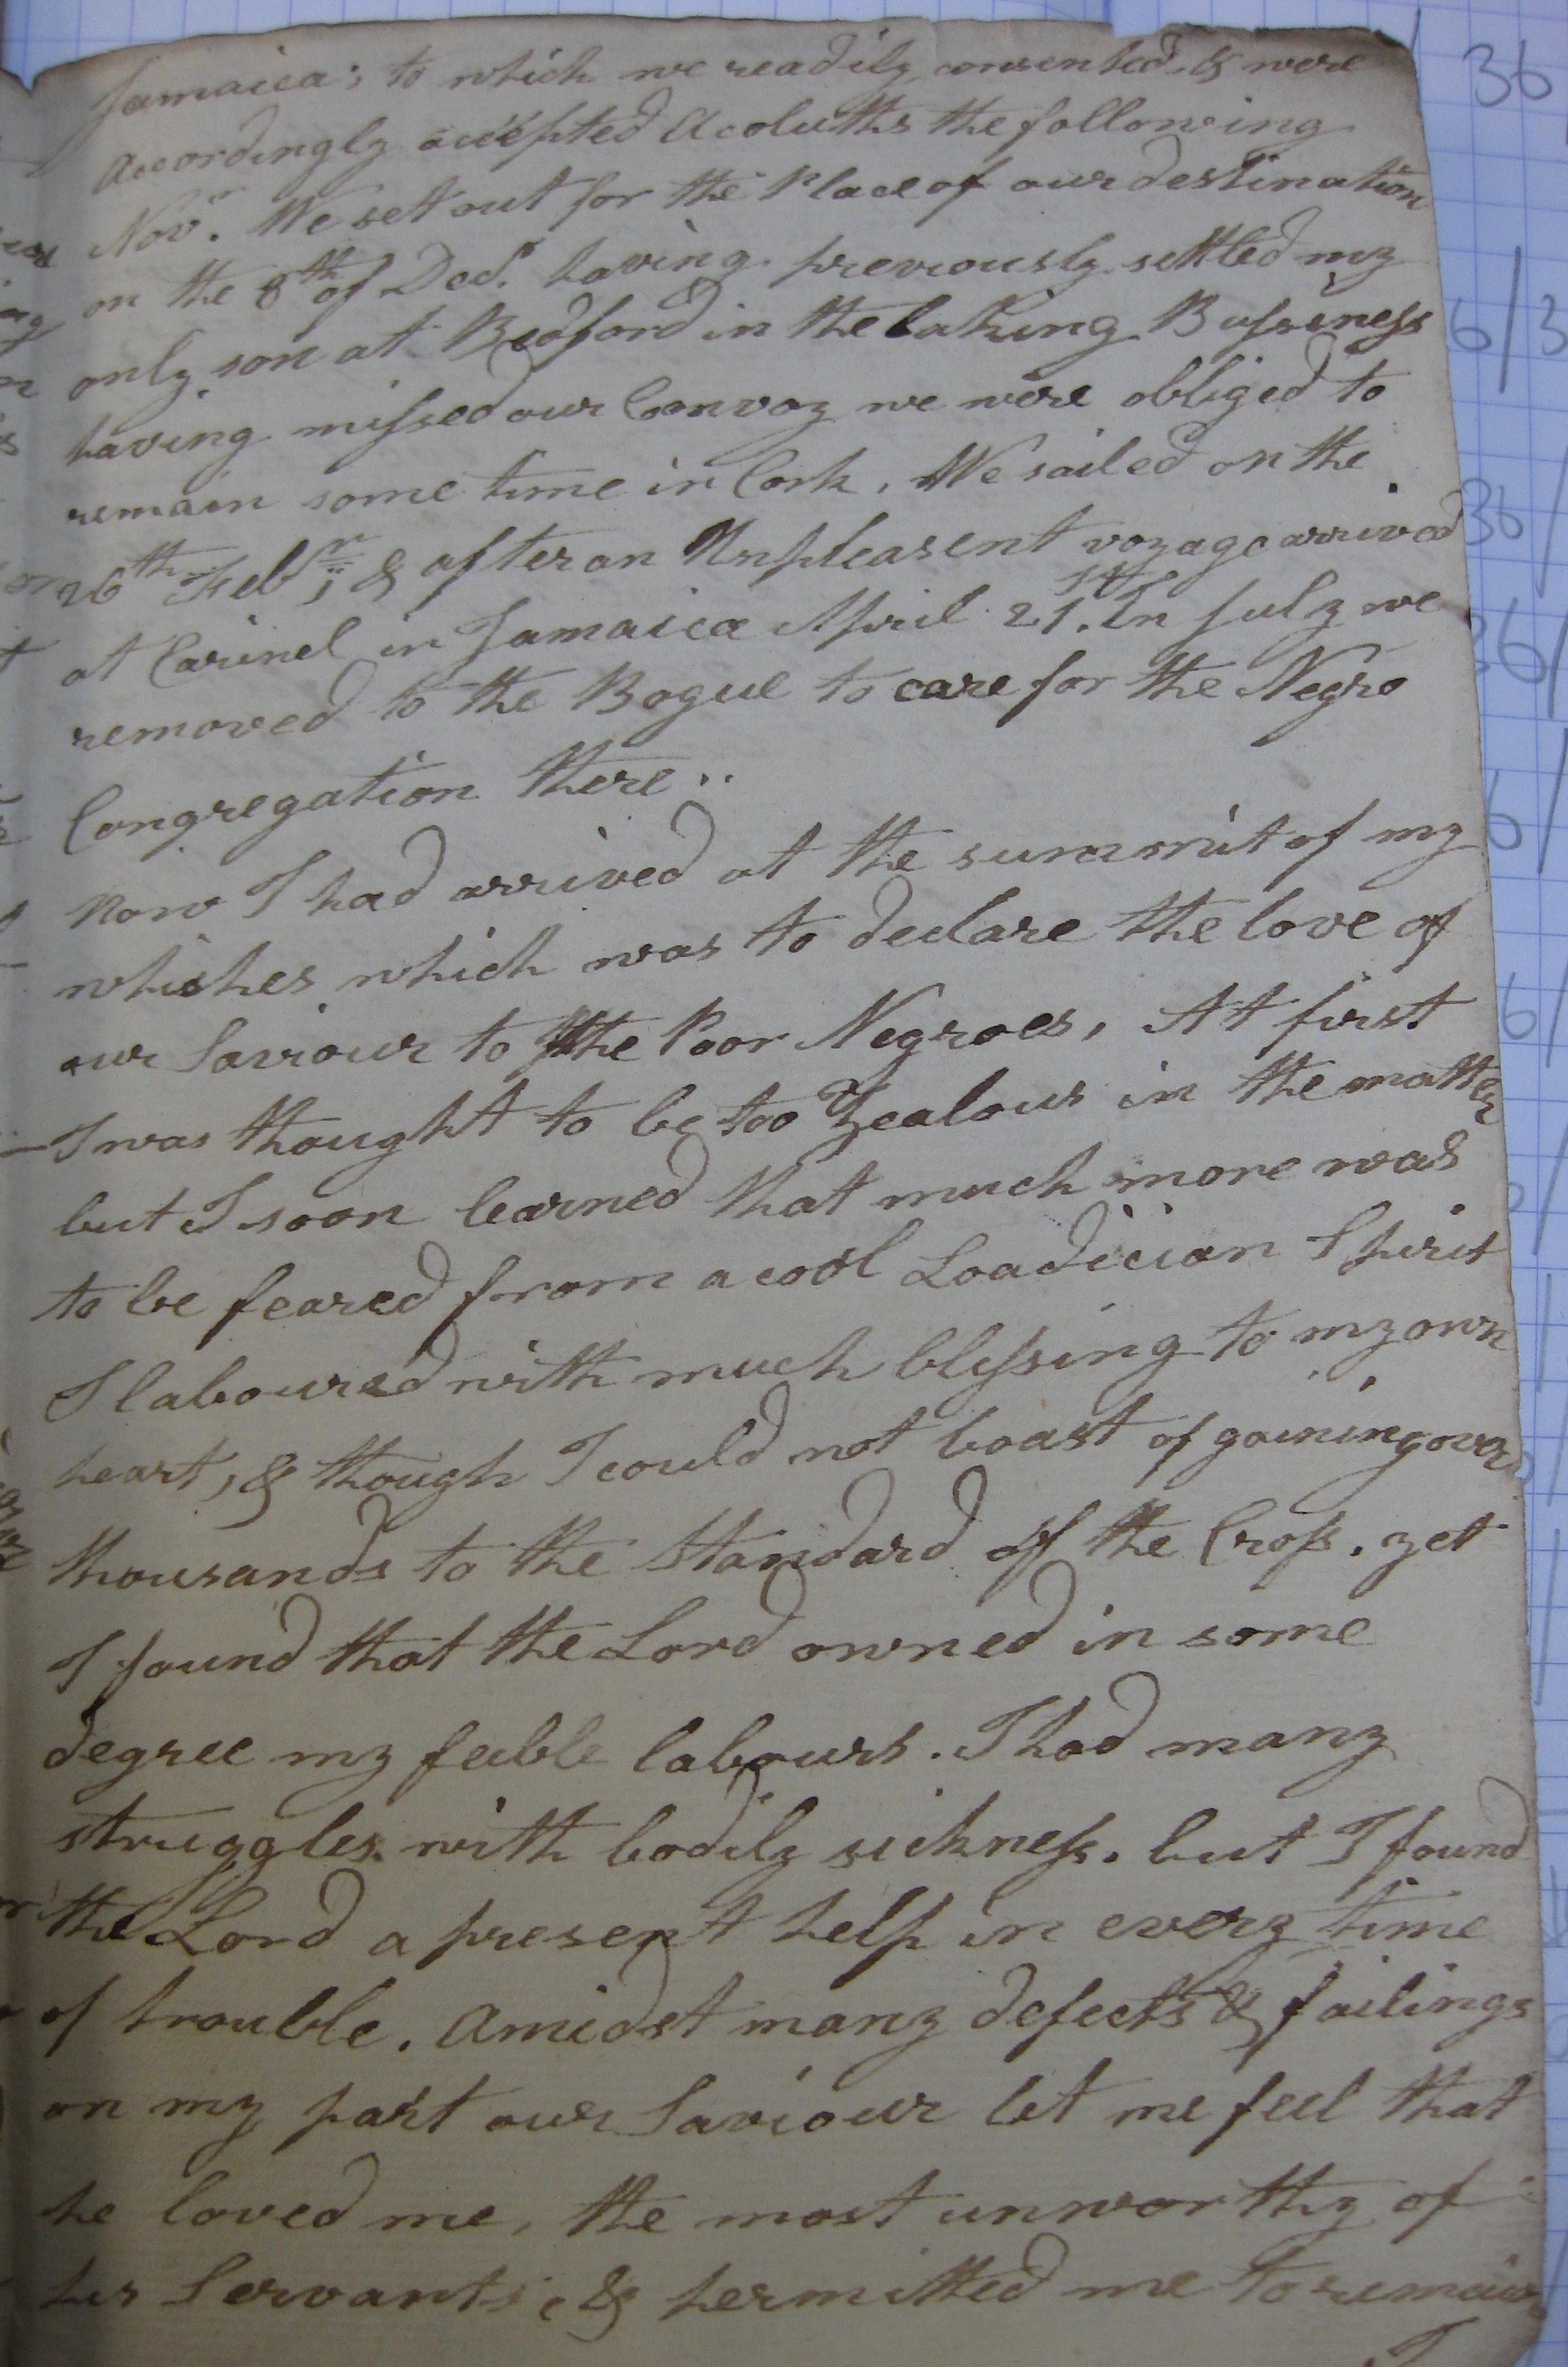 Jamaica; to which we readily consented, & were
accordingly accepted Acoluths the following
Novr. We set out for the Place of our destination
on the 8th of Decr. having previously settled my
only son at Bedford in the baking Bussiness
having missed our Convoy we were obliged to
remain some time in Cork. We sailed on the
26th Febr; & after an Unpleasent voyage arrived
at Carmel in Jamaica April 21st. In July we
removed to the Bogue to care for the Negro
Congregation there..
Now I had arrived at the summit of my
whishes which was to declare the love of
our Saviour to the Poor Negroes, At first
I was thought to be too Zealous in the matter
but I soon learned that much more was
to be feared from a cool Loadician Spirit
I laboured with much blessing to my own
heart, & though I could not boast of gaining over
thousands to the Standard of the Cross. yet
I found that the Lord owned in some
degree my feeble labours. I had many
struggles with bodily sickness. but I found
the Lord a present help in every time
of trouble. Amidst many defects & failings
on my part our Saviour let me feel that
he loved me, the most unworthy of
his Servants, & permitted me to remain
I
36
6/3
36/
36/
6/
6/